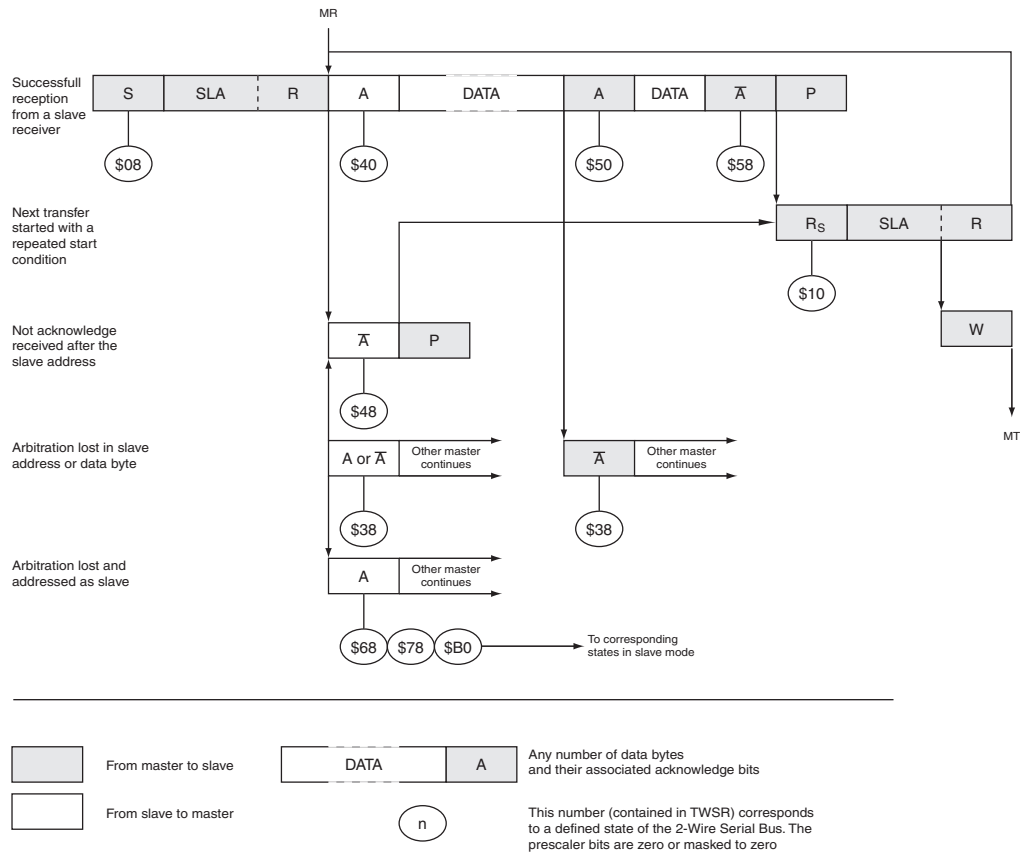 MR
Successfull
reception
from a slave
receiver
S SLA R A DATA A DATA A̅ P
$08 $40 $50 $58
Next transfer
started with a
repeated start
condition
RS SLA R
$10
W
MT
Not acknowledge
received after the
slave address
A̅ P
$48
Arbitration lost in slave
address or data byte
A or A̅ Other master
continues
A̅ Other master
continues
$38 $38
Arbitration lost and
addressed as slave
A Other master
continues
$68 $78 $B0 To corresponding
states in slave mode
From master to slave
DATA A
Any number of data bytes
and their associated acknowledge bits
From slave to master
n
This number (contained in TWSR) corresponds
to a defined state of the 2-Wire Serial Bus. The
prescaler bits are zero or masked to zero